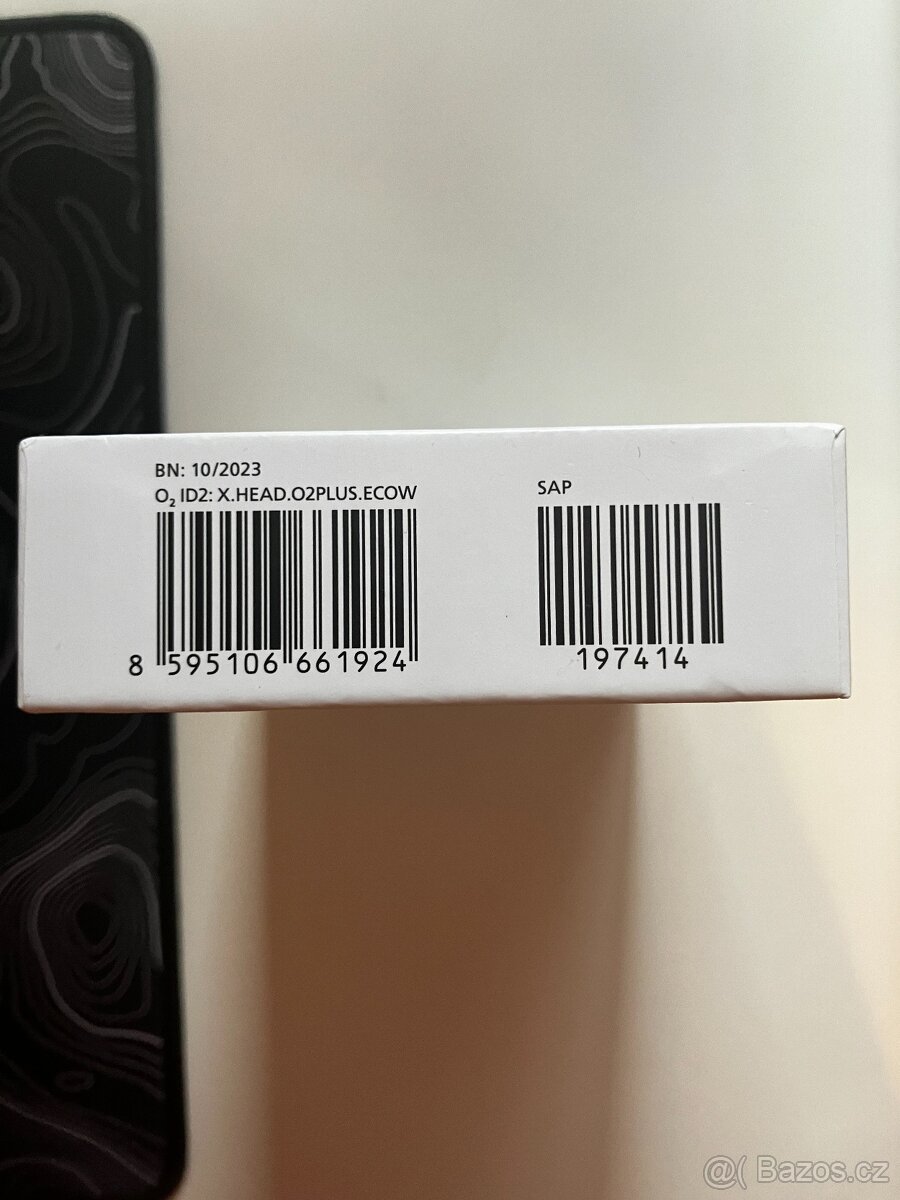 BN: 10/2023
O₂ ID2: X.HEAD.O2PLUS.ECOW
8 595106 661924
SAP
197414
@( Bazos.cz